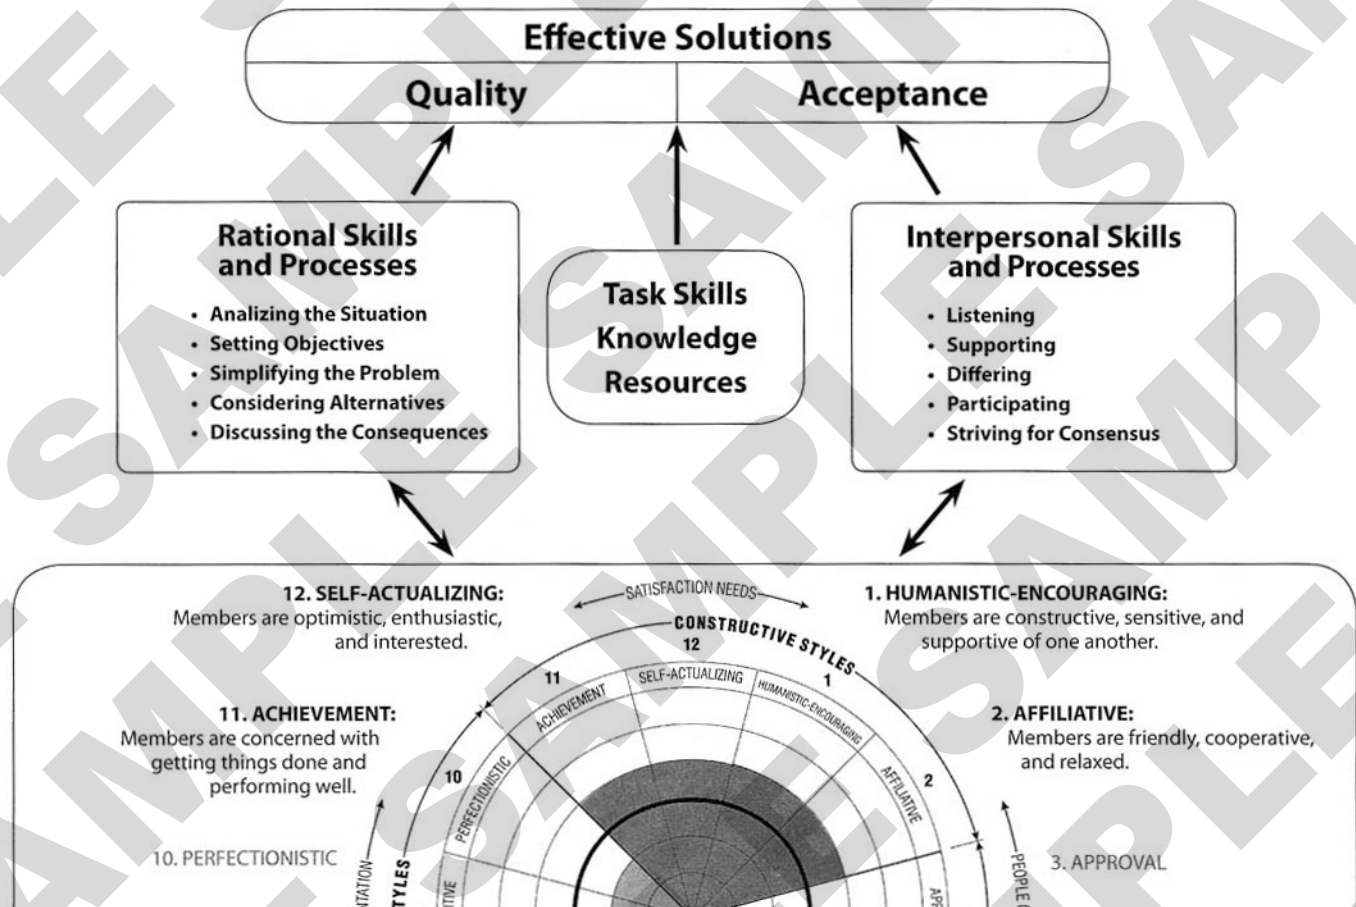 Effective Solutions
Quality
Acceptance
Rational Skills
and Processes
• Analizing the Situation
• Setting Objectives
• Simplifying the Problem
• Considering Alternatives
• Discussing the Consequences
Task Skills
Knowledge
Resources
Interpersonal Skills
and Processes
• Listening
• Supporting
• Differing
• Participating
• Striving for Consensus
12. SELF-ACTUALIZING:
Members are optimistic, enthusiastic,
and interested.
SATISFACTION NEEDS
1. HUMANISTIC-ENCOURAGING:
Members are constructive, sensitive, and
supportive of one another.
CONSTRUCTIVE STYLES
12
SELF-ACTUALIZING
11
ACHIEVEMENT
1
HUMANISTIC-ENCOURAGING
11. ACHIEVEMENT:
Members are concerned with
getting things done and
performing well.
2. AFFILIATIVE:
Members are friendly, cooperative,
and relaxed.
10
PERFECTIONISTIC
2
AFFILIATIVE
10. PERFECTIONISTIC
3. APPROVAL
STYLES
PEOPLE
SAMPLE
SAMPLE
SAMPLE
SAMPLE